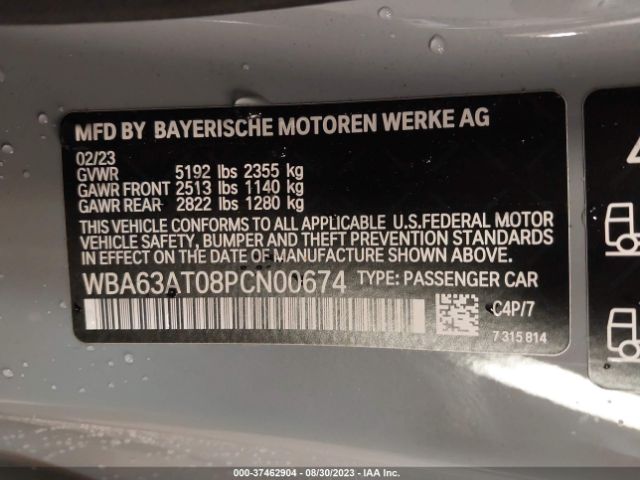 MFD BY BAYERISCHE MOTOREN WERKE AG
02/23
GVWR 5192 lbs 2355 kg
GAWR FRONT 2513 lbs 1140 kg
GAWR REAR 2822 lbs 1280 kg
THIS VEHICLE CONFORMS TO ALL APPLICABLE U.S.FEDERAL MOTOR
VEHICLE SAFETY, BUMPER AND THEFT PREVENTION STANDARDS
IN EFFECT ON THE DATE OF MANUFACTURE SHOWN ABOVE.
WBA63AT08PCN00674 TYPE: PASSENGER CAR
C4P/7
7 315 814
000-37462904 | 08/30/2023 | IAAI.COM